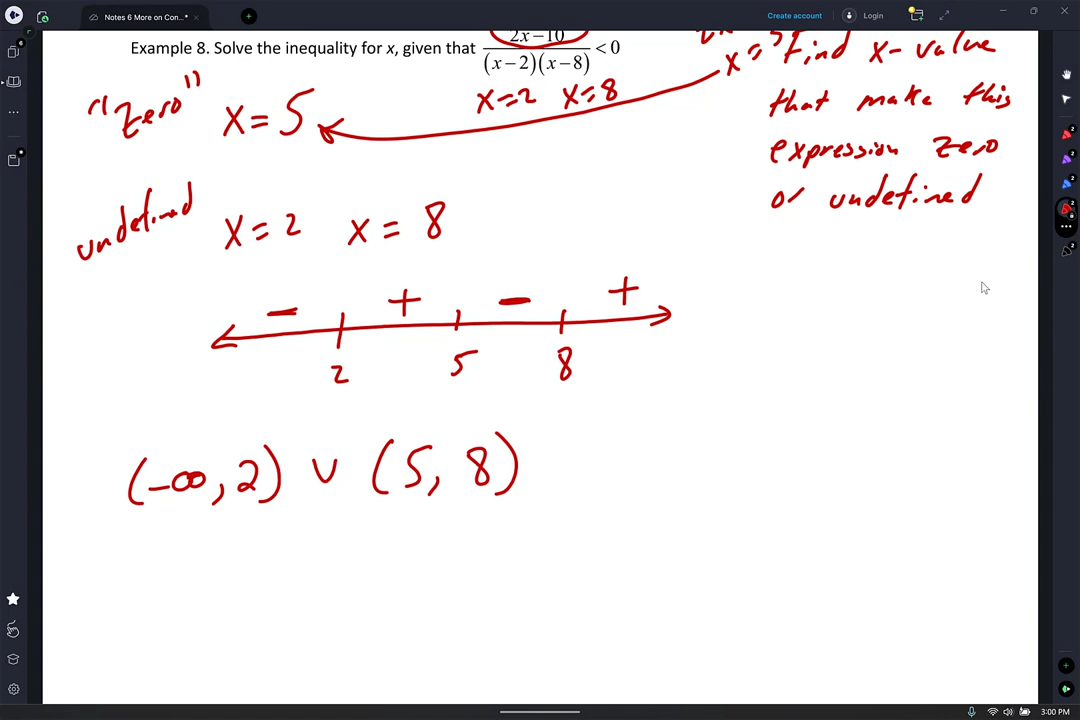 Notes 6 More on Con...*
Create account
Login
Example 8. Solve the inequality for x, given that 2x−10 / (x−2)(x−8) < 0
x=2 x=8
x=5
find x-value
that make this
expression zero
or undefined
"Zero" x=5
undefined x=2 x=8
− + − +
2 5 8
(-∞, 2) ∪ (5, 8)
3:00 PM